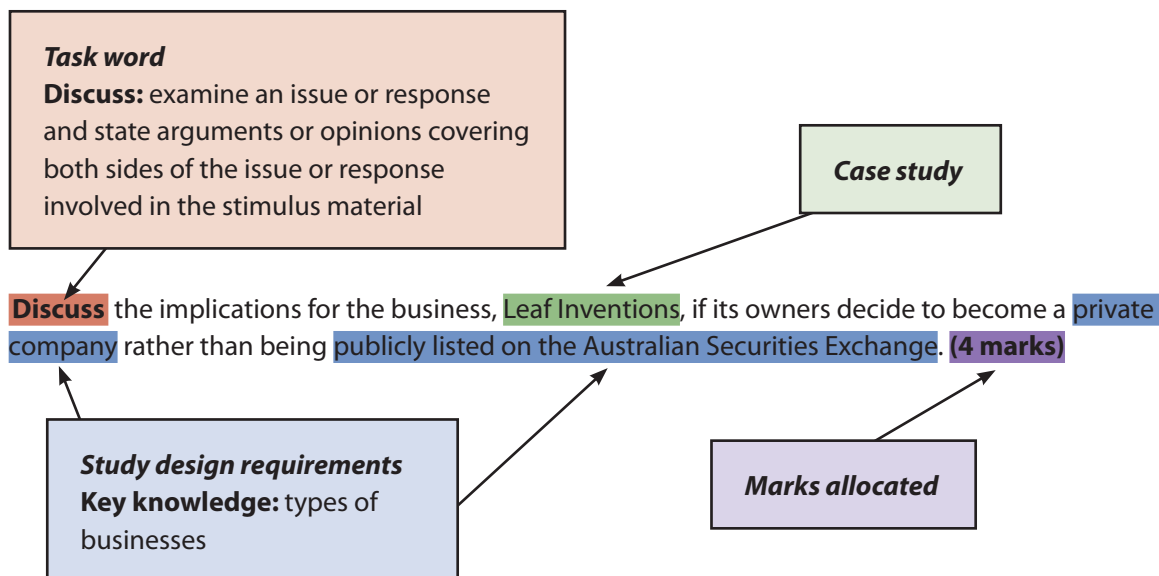 Task word
Discuss: examine an issue or response
and state arguments or opinions covering
both sides of the issue or response
involved in the stimulus material
Case study
Discuss the implications for the business, Leaf Inventions, if its owners decide to become a private
company rather than being publicly listed on the Australian Securities Exchange. (4 marks)
Study design requirements
Key knowledge: types of
businesses
Marks allocated